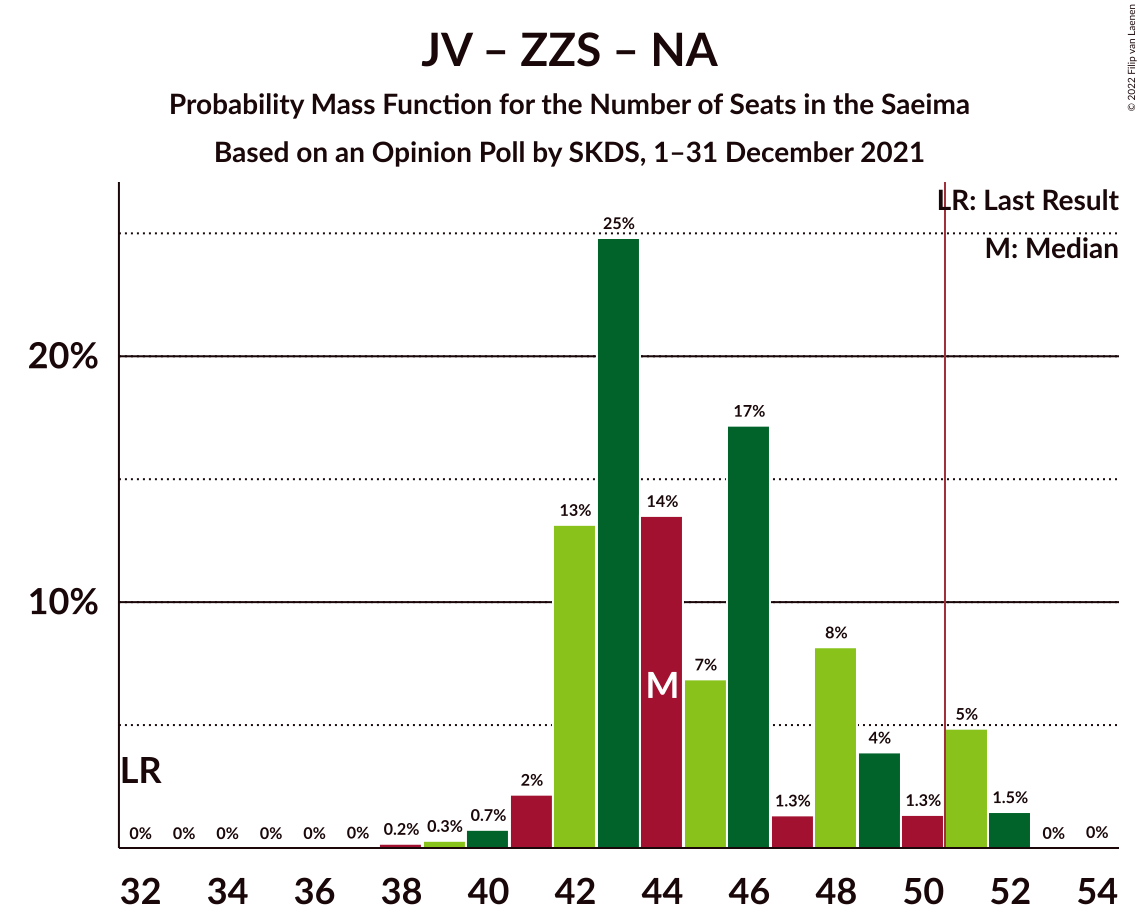 JV – ZZS – NA
Probability Mass Function for the Number of Seats in the Saeima
Based on an Opinion Poll by SKDS, 1–31 December 2021
© 2022 Filip van Laenen
LR: Last Result
M: Median
20%
10%
LR
M
0%
0%
0%
0%
0%
0%
0.2%
0.3%
0.7%
2%
13%
25%
14%
7%
17%
1.3%
8%
4%
1.3%
5%
1.5%
0%
0%
32 34 36 38 40 42 44 46 48 50 52 54